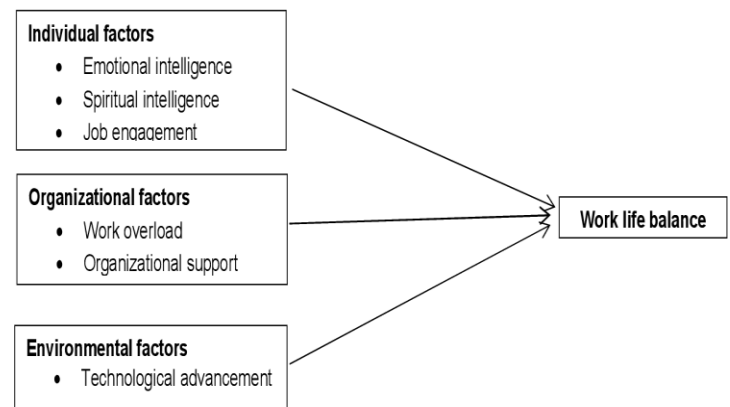 Individual factors
• Emotional intelligence
• Spiritual intelligence
• Job engagement
Organizational factors
• Work overload
• Organizational support
Work life balance
Environmental factors
• Technological advancement